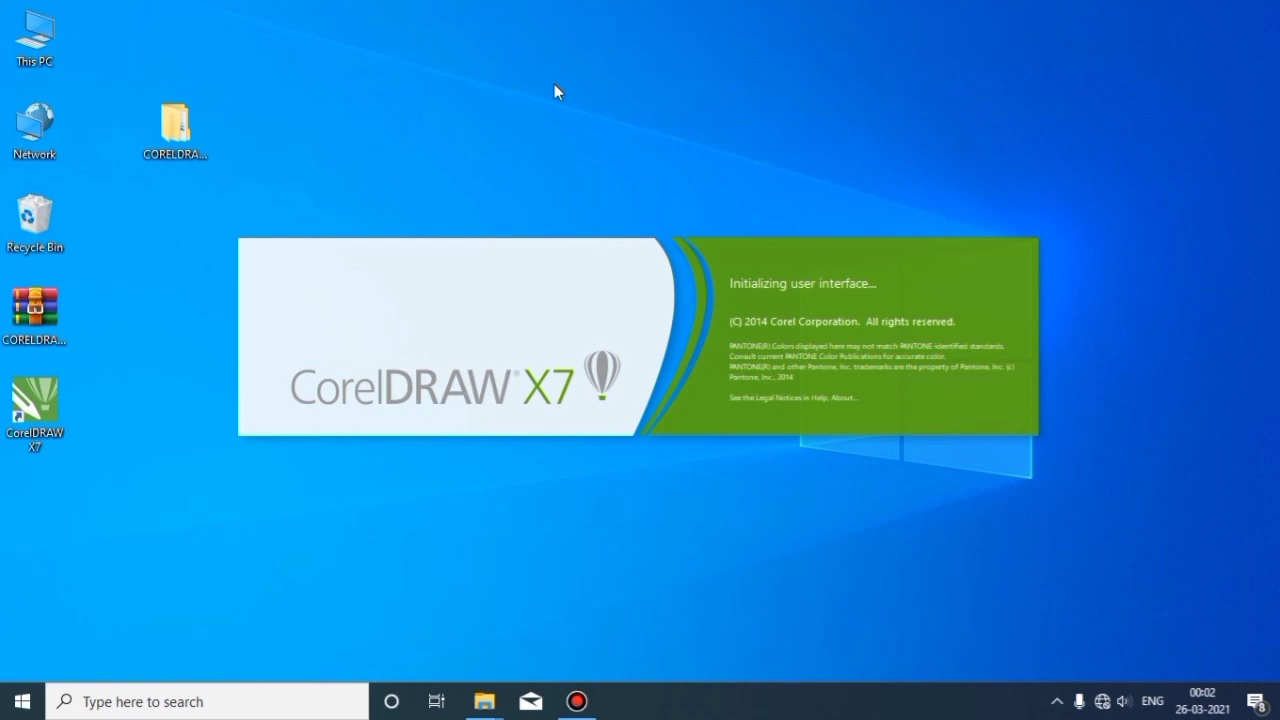 This PC
Network
CORELDRA...
Recycle Bin
CORELDRA...
CorelDRAW
X7
CorelDRAW® X7
Initializing user interface...
(C) 2014 Corel Corporation. All rights reserved.
PANTONE(R) Colors displayed here may not match PANTONE-identified standards.
Consult current PANTONE Color Publications for accurate color.
PANTONE(R) and other Pantone, Inc. trademarks are the property of Pantone, Inc. (c)
Pantone, Inc., 2014
See the Legal Notices in Help, About...
Type here to search
ENG
00:02
26-03-2021
8